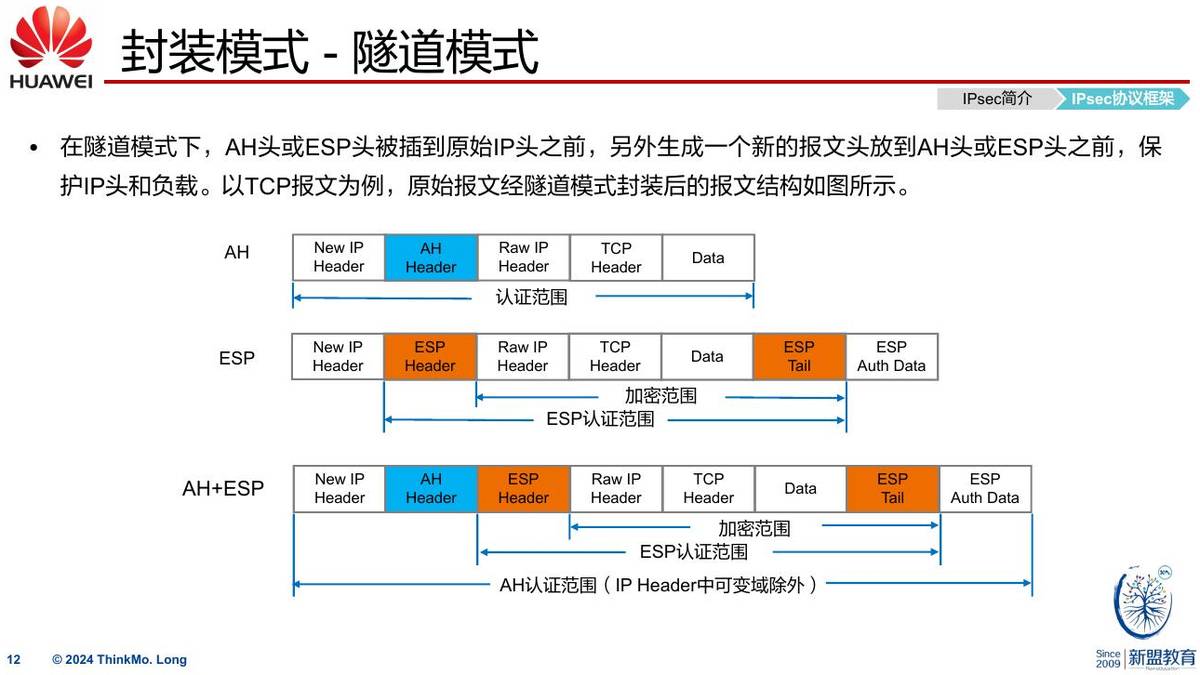 HUAWEI
封装模式 - 隧道模式
IPsec简介
IPsec协议框架
• 在隧道模式下，AH头或ESP头被插到原始IP头之前，另外生成一个新的报文头放到AH头或ESP头之前，保
护IP头和负载。以TCP报文为例，原始报文经隧道模式封装后的报文结构如图所示。
AH
New IP
Header
AH
Header
Raw IP
Header
TCP
Header
Data
认证范围
ESP
New IP
Header
ESP
Header
Raw IP
Header
TCP
Header
Data
ESP
Tail
ESP
Auth Data
加密范围
ESP认证范围
AH+ESP
New IP
Header
AH
Header
ESP
Header
Raw IP
Header
TCP
Header
Data
ESP
Tail
ESP
Auth Data
加密范围
ESP认证范围
AH认证范围（IP Header中可变域除外）
12
© 2024 ThinkMo. Long
Since
2009
新盟教育